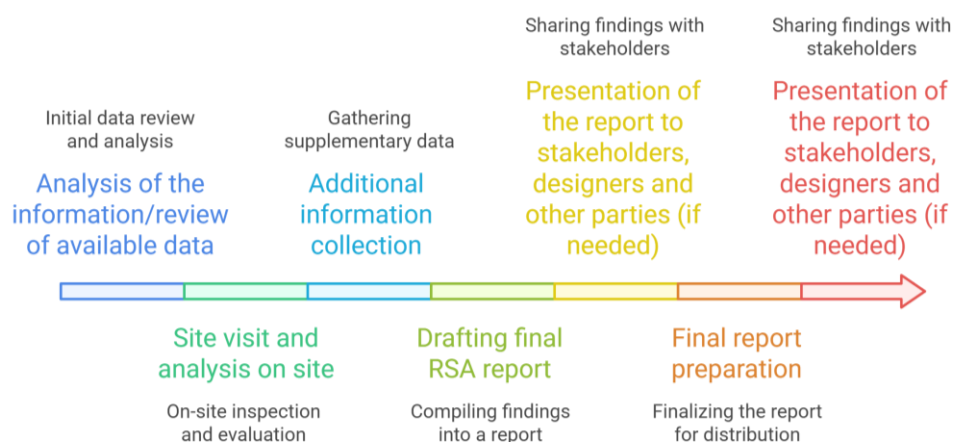 Initial data review
and analysis
Analysis of the
information/review
of available data
Site visit and
analysis on site
On-site inspection
and evaluation
Gathering
supplementary data
Additional
information
collection
Drafting final
RSA report
Compiling findings
into a report
Sharing findings with
stakeholders
Presentation of
the report to
stakeholders,
designers and
other parties (if
needed)
Final report
preparation
Finalizing the report
for distribution
Sharing findings with
stakeholders
Presentation of
the report to
stakeholders,
designers and
other parties (if
needed)